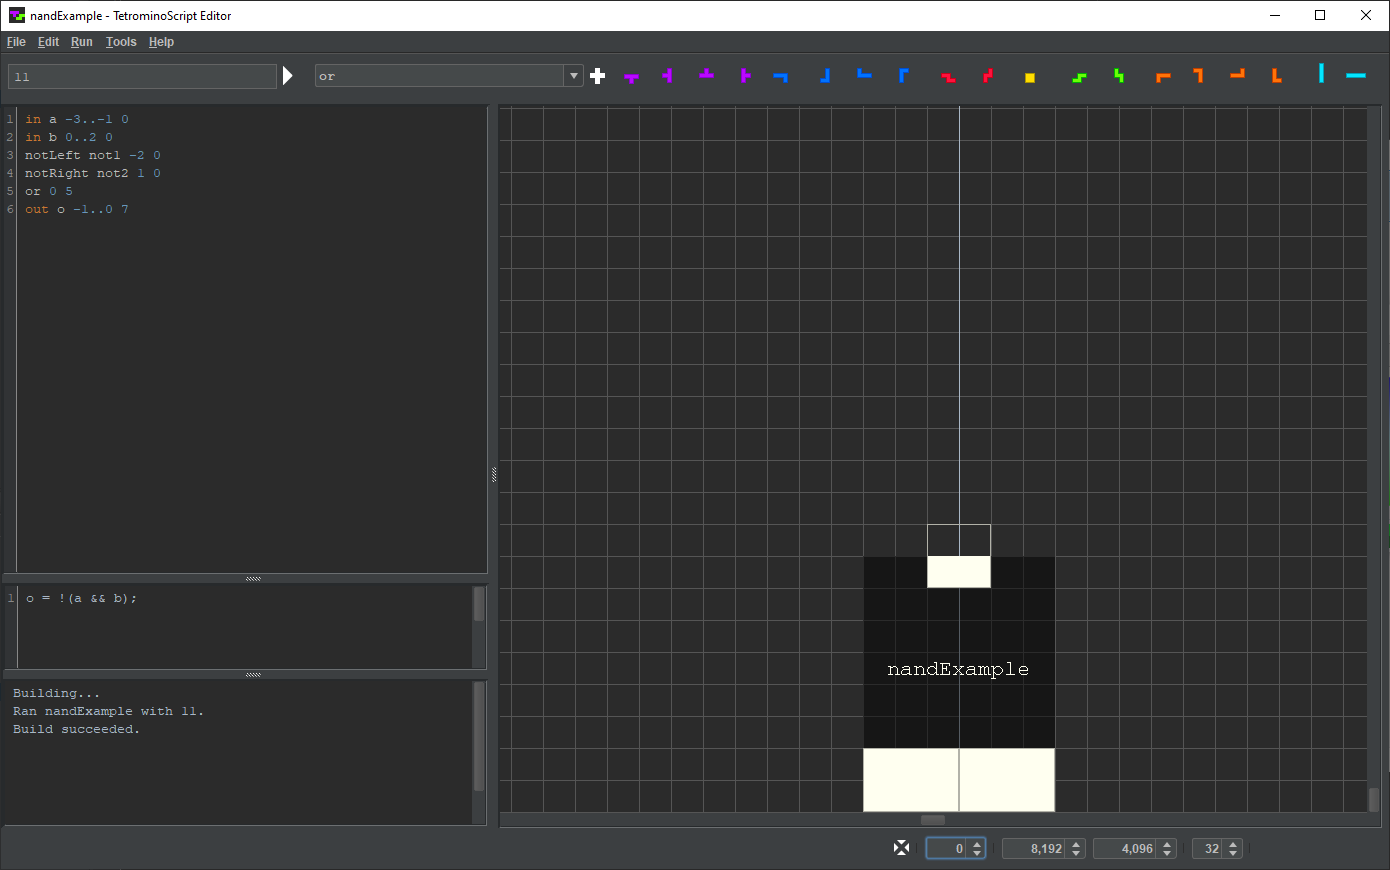 nandExample - TetrominoScript Editor
File Edit Run Tools Help
11 or
1 in a -3..-1 0
2 in b 0..2 0
3 notLeft not1 -2 0
4 notRight not2 1 0
5 or 0 5
6 out o -1..0 7
1 o = !(a && b);
Building...
Ran nandExample with 11.
Build succeeded.
nandExample
0 8,192 4,096 32